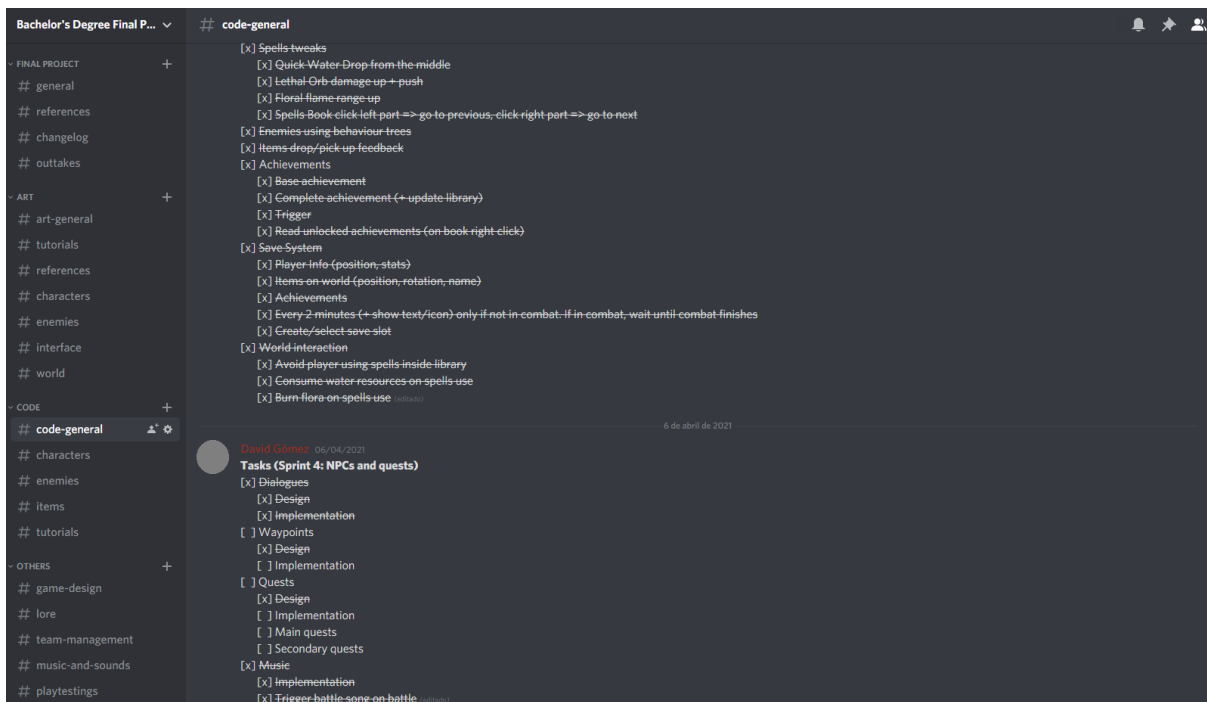 Bachelor's Degree Final P...
FINAL PROJECT
# general
# references
# changelog
# outtakes
ART
# art-general
# tutorials
# references
# characters
# enemies
# interface
# world
CODE
# code-general
# characters
# enemies
# items
# tutorials
OTHERS
# game-design
# lore
# team-management
# music-and-sounds
# playtestings
# code-general
[x] Spells tweaks
[x] Quick Water Drop from the middle
[x] Lethal Orb damage up + push
[x] Floral flame range up
[x] Spells Book click left part => go to previous, click right part => go to next
[x] Enemies using behaviour trees
[x] Items drop/pick up feedback
[x] Achievements
[x] Base achievement
[x] Complete achievement (+ update library)
[x] Trigger
[x] Read unlocked achievements (on book right click)
[x] Save System
[x] Player Info (position, stats)
[x] Items on world (position, rotation, name)
[x] Achievements
[x] Every 2 minutes (+ show text/icon) only if not in combat. If in combat, wait until combat finishes
[x] Create/select save slot
[x] World interaction
[x] Avoid player using spells inside library
[x] Consume water resources on spells use
[x] Burn flora on spells use (editado)
6 de abril de 2021
David Gómez 06/04/2021
Tasks (Sprint 4: NPCs and quests)
[x] Dialogues
[x] Design
[x] Implementation
[ ] Waypoints
[x] Design
[ ] Implementation
[ ] Quests
[x] Design
[ ] Implementation
[ ] Main quests
[ ] Secondary quests
[x] Music
[x] Implementation
[x] Trigger battle song on battle (editado)